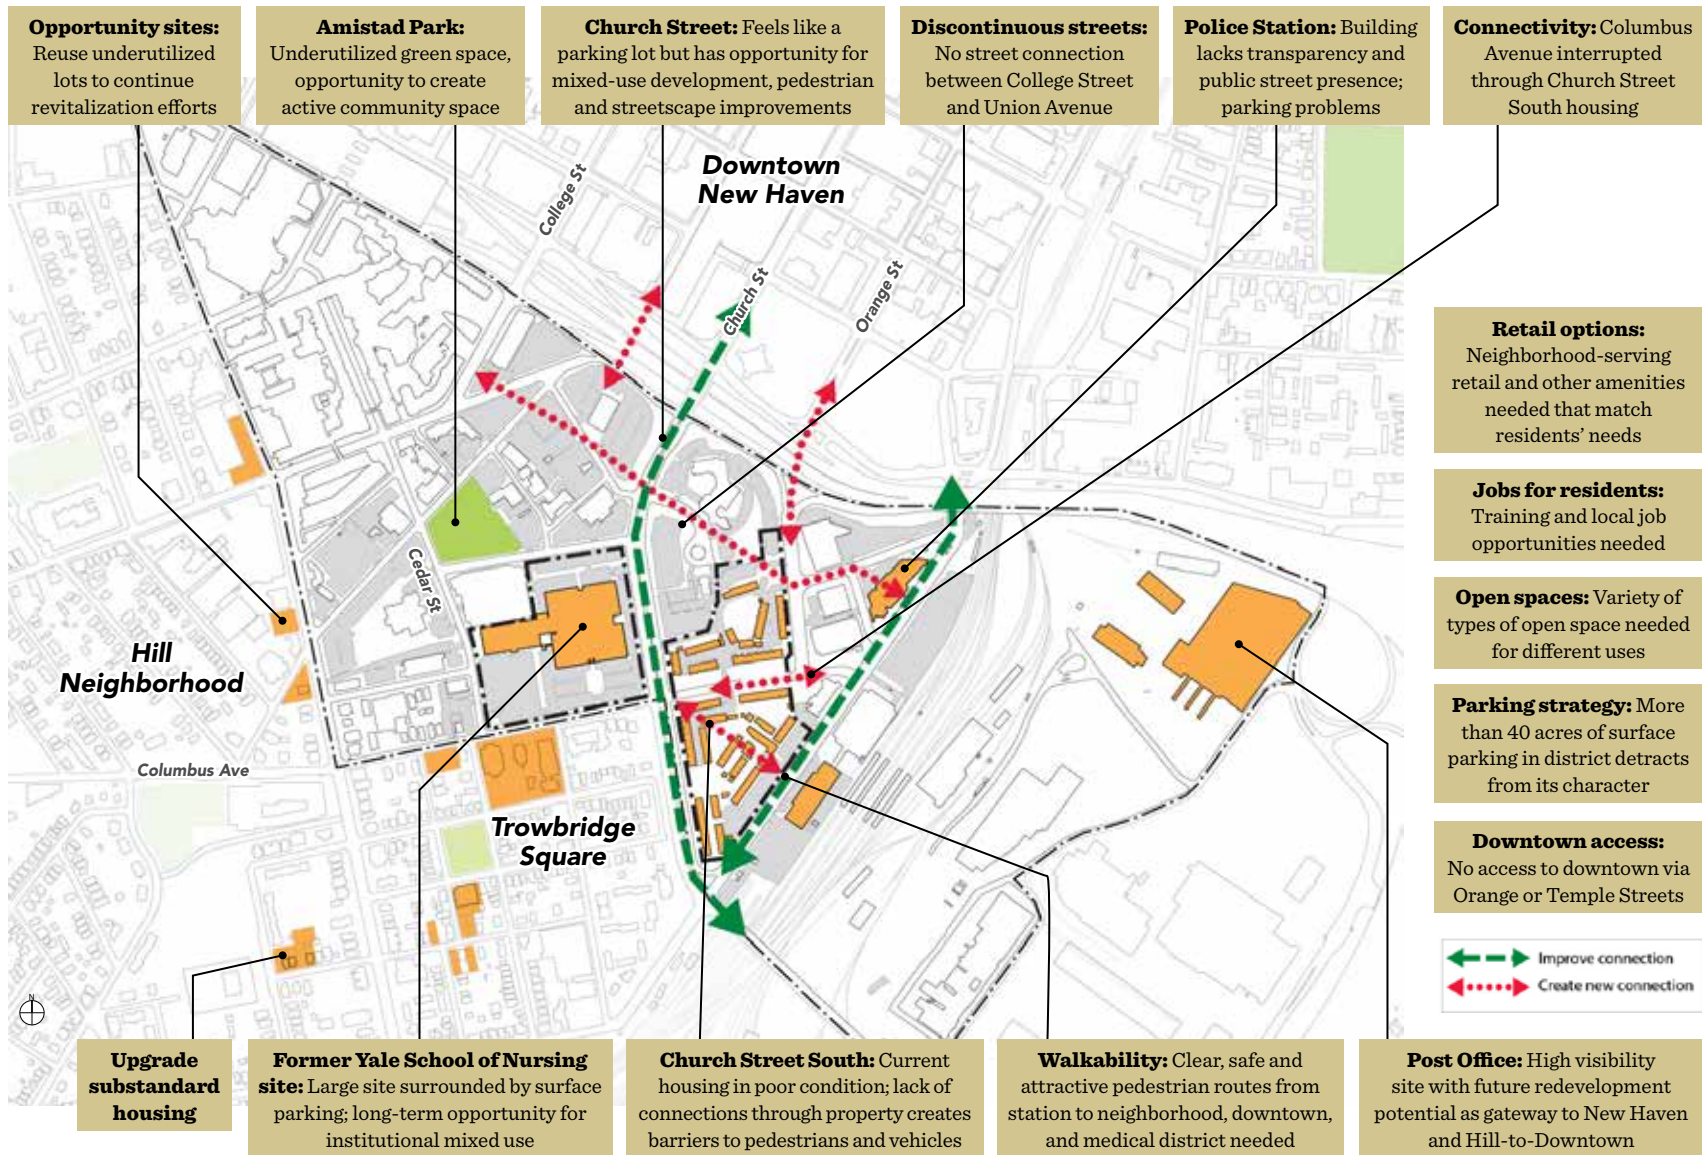 Opportunity sites:
Reuse underutilized
lots to continue
revitalization efforts
Amistad Park:
Underutilized green space,
opportunity to create
active community space
Church Street: Feels like a
parking lot but has opportunity for
mixed-use development, pedestrian
and streetscape improvements
Discontinuous streets:
No street connection
between College Street
and Union Avenue
Police Station: Building
lacks transparency and
public street presence;
parking problems
Connectivity: Columbus
Avenue interrupted
through Church Street
South housing
Downtown
New Haven
College St
Church St
Orange St
Cedar St
Hill
Neighborhood
Columbus Ave
Trowbridge
Square
N
Retail options:
Neighborhood-serving
retail and other amenities
needed that match
residents' needs
Jobs for residents:
Training and local job
opportunities needed
Open spaces: Variety of
types of open space needed
for different uses
Parking strategy: More
than 40 acres of surface
parking in district detracts
from its character
Downtown access:
No access to downtown via
Orange or Temple Streets
Improve connection
Create new connection
Upgrade
substandard
housing
Former Yale School of Nursing
site: Large site surrounded by surface
parking; long-term opportunity for
institutional mixed use
Church Street South: Current
housing in poor condition; lack of
connections through property creates
barriers to pedestrians and vehicles
Walkability: Clear, safe and
attractive pedestrian routes from
station to neighborhood, downtown,
and medical district needed
Post Office: High visibility
site with future redevelopment
potential as gateway to New Haven
and Hill-to-Downtown